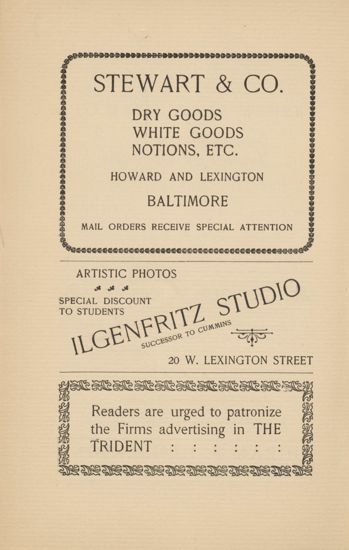 STEWART & CO.
DRY GOODS
WHITE GOODS
NOTIONS, ETC.
HOWARD AND LEXINGTON
BALTIMORE
MAIL ORDERS RECEIVE SPECIAL ATTENTION
ARTISTIC PHOTOS
SPECIAL DISCOUNT
TO STUDENTS
ILGENFRITZ STUDIO
SUCCESSOR TO CUMMINS
20 W. LEXINGTON STREET
Readers are urged to patronize
the Firms advertising in THE
TRIDENT : : : : : :